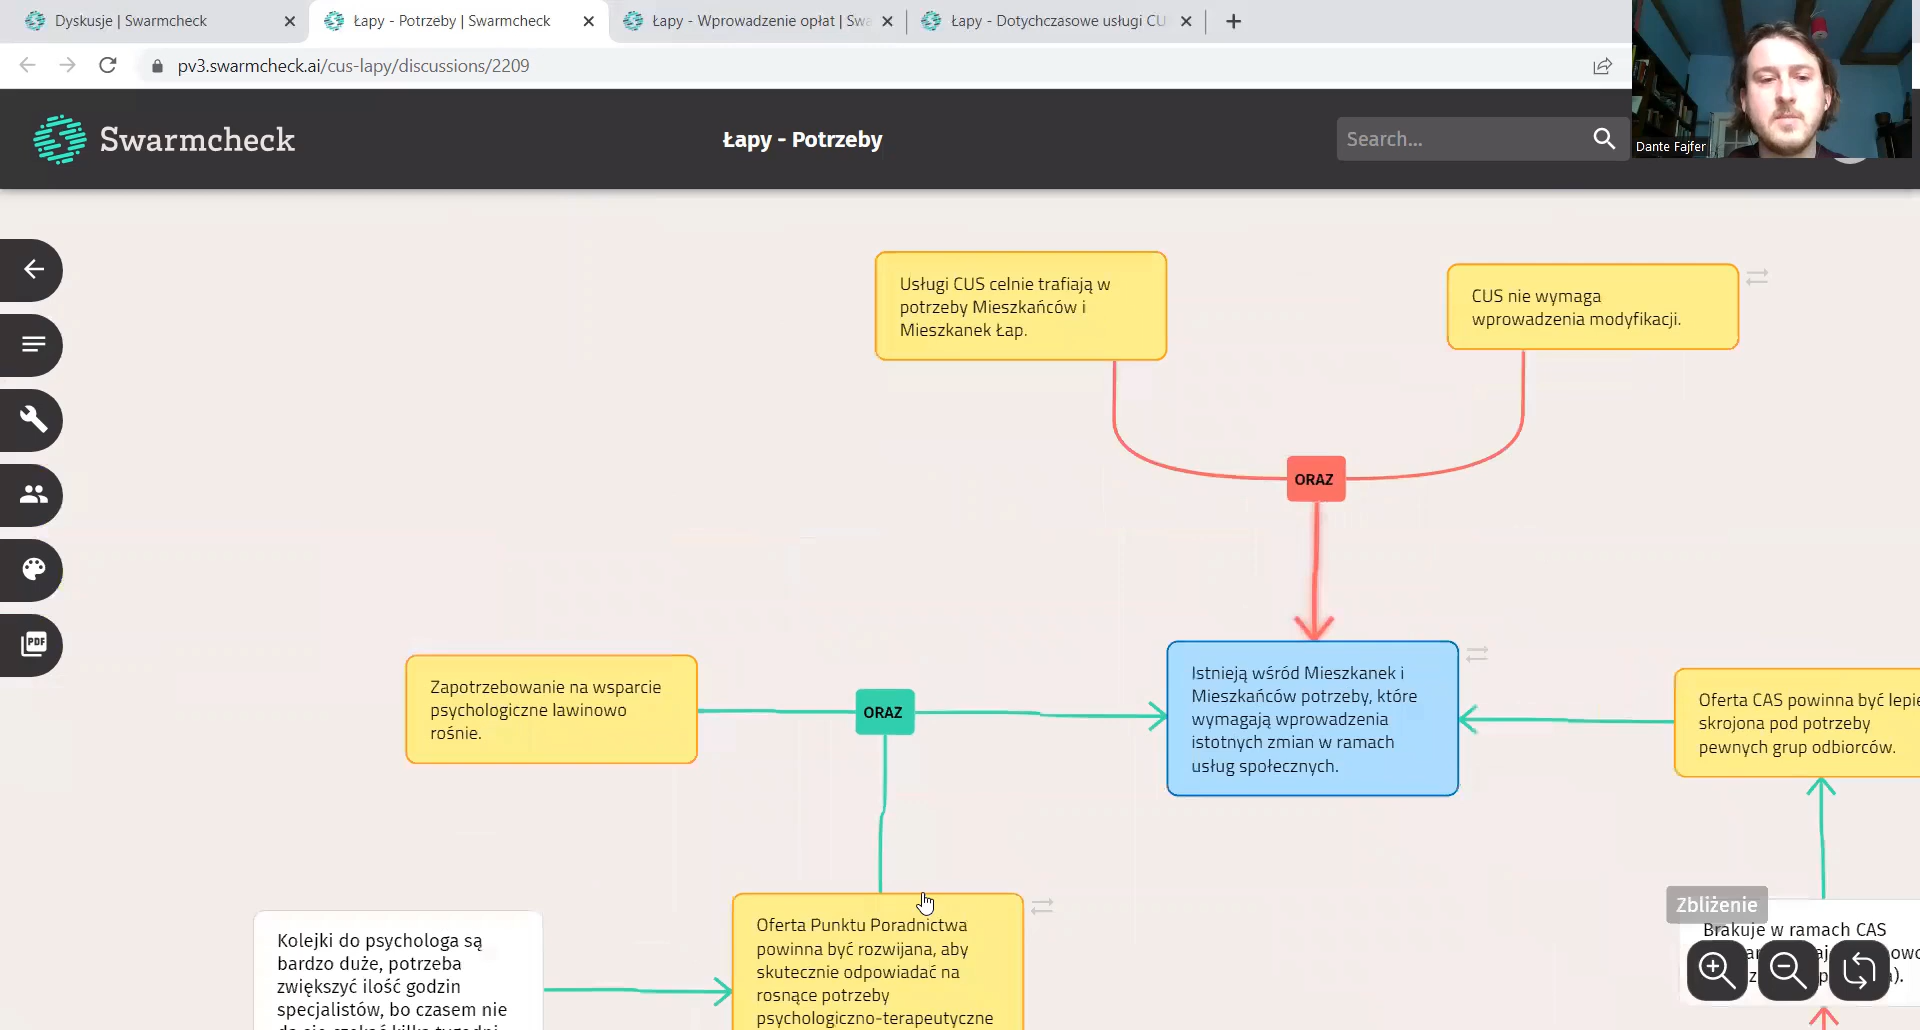 Dyskusje | Swarmcheck
Łapy - Potrzeby | Swarmcheck
Łapy - Wprowadzenie opłat | Swa
Łapy - Dotychczasowe usługi CU
pv3.swarmcheck.ai/cus-lapy/discussions/2209
Dante Fajfer
Swarmcheck
Łapy - Potrzeby
Search...
Usługi CUS celnie trafiają w
potrzeby Mieszkańców i
Mieszkanek Łap.
CUS nie wymaga
wprowadzenia modyfikacji.
ORAZ
Zapotrzebowanie na wsparcie
psychologiczne lawinowo
rośnie.
ORAZ
Istnieją wśród Mieszkanek i
Mieszkańców potrzeby, które
wymagają wprowadzenia
istotnych zmian w ramach
usług społecznych.
Oferta CAS powinna być lepie
skrojona pod potrzeby
pewnych grup odbiorców.
Kolejki do psychologa są
bardzo duże, potrzeba
zwiększyć ilość godzin
specjalistów, bo czasem nie
Oferta Punktu Poradnictwa
powinna być rozwijana, aby
skutecznie odpowiadać na
rosnące potrzeby
psychologiczno-terapeutyczne
Zbliżenie
Brakuje w ramach CAS
PDF